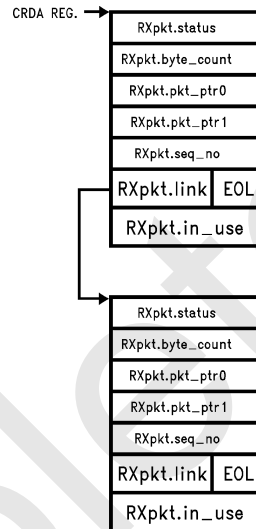 CRDA REG.
RXpkt.status
RXpkt.byte_count
RXpkt.pkt_ptr0
RXpkt.pkt_ptr1
RXpkt.seq_no
RXpkt.link EOL
RXpkt.in_use
RXpkt.status
RXpkt.byte_count
RXpkt.pkt_ptr0
RXpkt.pkt_ptr1
RXpkt.seq_no
RXpkt.link EOL
RXpkt.in_use